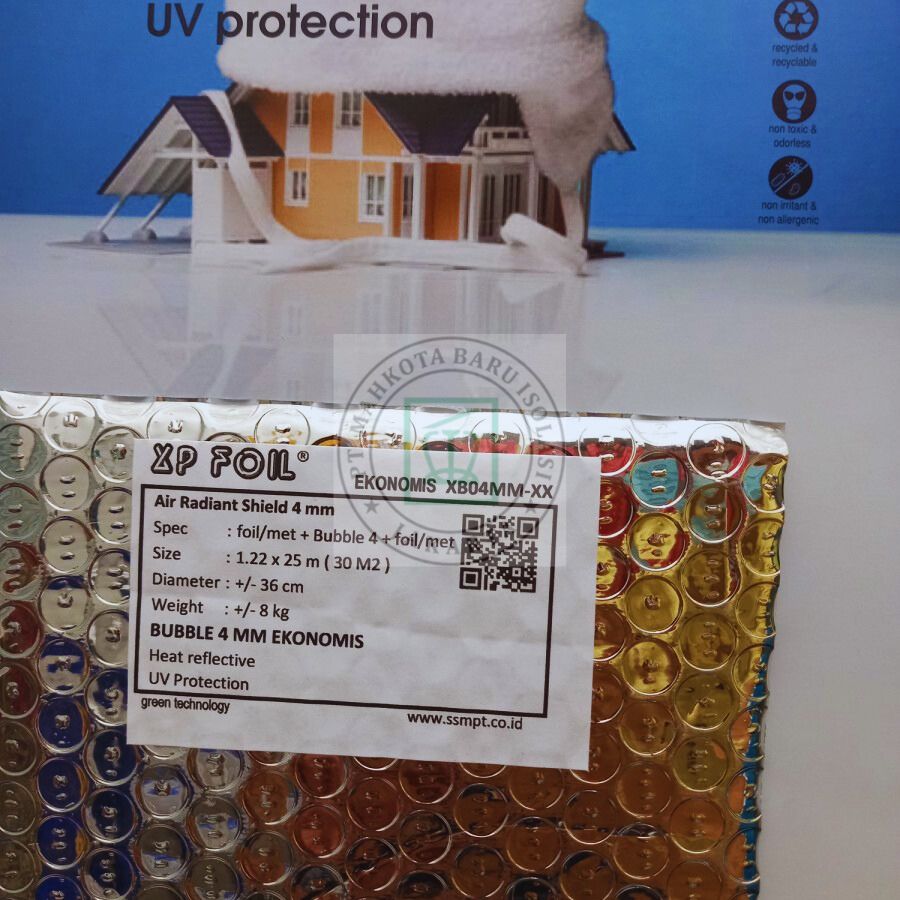 UV protection
recycled &
recyclable
non toxic &
odorless
non irritant &
non allergenic
PT MAHKOTA BARU ISOLASI
XP FOIL®
EKONOMIS XB04MM-XX
Air Radiant Shield 4 mm
Spec : foil/met + Bubble 4 + foil/met
Size : 1.22 x 25 m ( 30 M2 )
Diameter : +/- 36 cm
Weight : +/- 8 kg
BUBBLE 4 MM EKONOMIS
Heat reflective
UV Protection
green technology
www.ssmpt.co.id